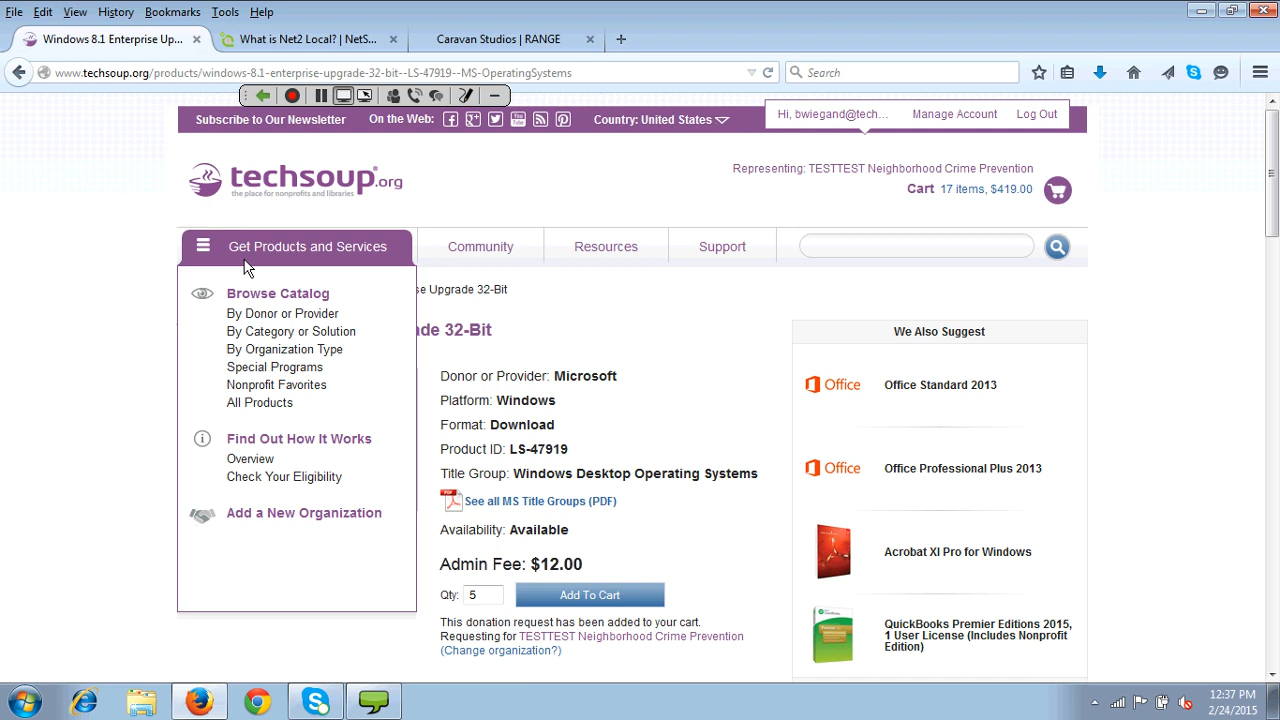 File Edit View History Bookmarks Tools Help
Windows 8.1 Enterprise Up... What is Net2 Local? | NetS... Caravan Studios | RANGE
www.techsoup.org/products/windows-8.1-enterprise-upgrade-32-bit--LS-47919--MS-OperatingSystems
Search
Subscribe to Our Newsletter On the Web: Country: United States
Hi, bwiegand@tech... Manage Account Log Out
techsoup.org
the place for nonprofits and libraries
Representing: TESTTEST Neighborhood Crime Prevention
Cart 17 items, $419.00
Get Products and Services Community Resources Support
Browse Catalog
By Donor or Provider
By Category or Solution
By Organization Type
Special Programs
Nonprofit Favorites
All Products
Find Out How It Works
Overview
Check Your Eligibility
Add a New Organization
se Upgrade 32-Bit
de 32-Bit
Donor or Provider: Microsoft
Platform: Windows
Format: Download
Product ID: LS-47919
Title Group: Windows Desktop Operating Systems
See all MS Title Groups (PDF)
Availability: Available
Admin Fee: $12.00
Qty: 5 Add To Cart
This donation request has been added to your cart.
Requesting for TESTTEST Neighborhood Crime Prevention
(Change organization?)
We Also Suggest
Office Office Standard 2013
Office Office Professional Plus 2013
Acrobat XI Pro for Windows
QuickBooks Premier Editions 2015,
1 User License (Includes Nonprofit
Edition)
12:37 PM
2/24/2015